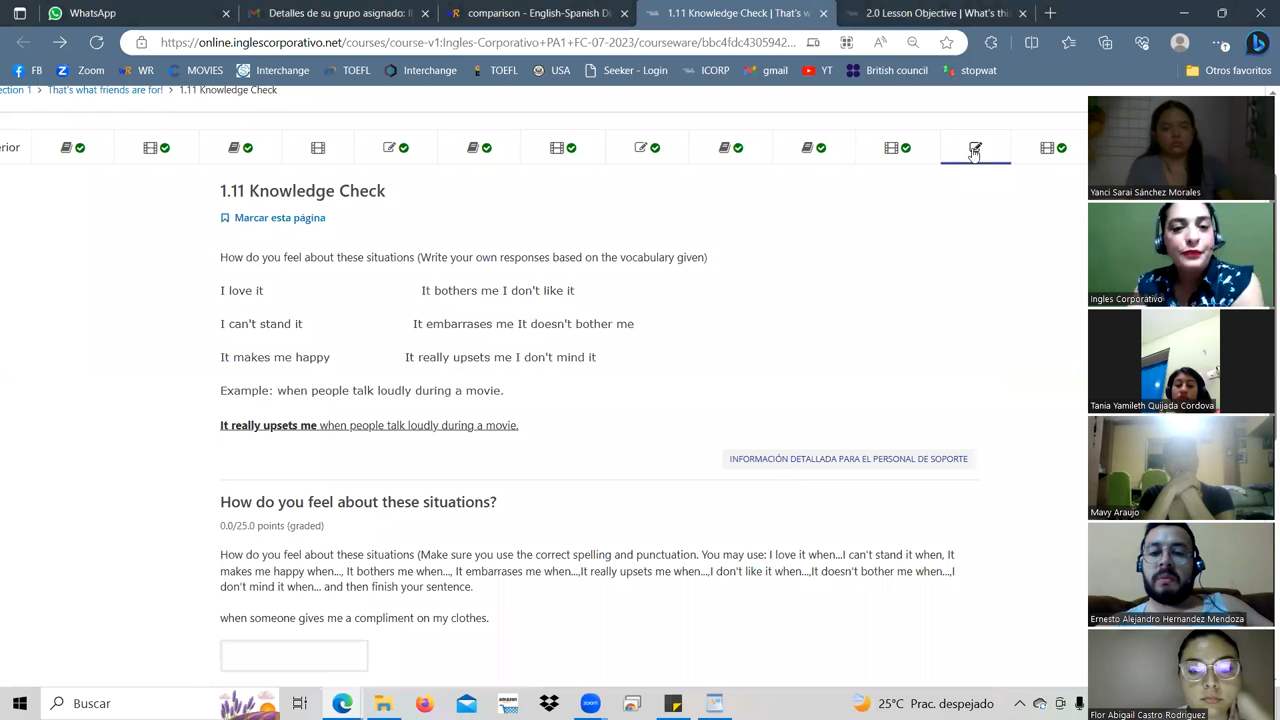 WhatsApp
Detalles de su grupo asignado: II
comparison - English-Spanish Di
1.11 Knowledge Check | That's w
2.0 Lesson Objective | What's thi
https://online.inglescorporativo.net/courses/course-v1:Ingles-Corporativo+PA1+FC-07-2023/courseware/bbc4fdc4305942...
FB
Zoom
WR
MOVIES
Interchange
TOEFL
Interchange
TOEFL
USA
Seeker - Login
ICORP
gmail
YT
British council
stopwat
Otros favoritos
ection 1 > That's what friends are for! > 1.11 Knowledge Check
erior
1.11 Knowledge Check
Marcar esta página
How do you feel about these situations (Write your own responses based on the vocabulary given)
I love it It bothers me I don't like it
I can't stand it It embarrases me It doesn't bother me
It makes me happy It really upsets me I don't mind it
Example: when people talk loudly during a movie.
It really upsets me when people talk loudly during a movie.
INFORMACIÓN DETALLADA PARA EL PERSONAL DE SOPORTE
How do you feel about these situations?
0.0/25.0 points (graded)
How do you feel about these situations (Make sure you use the correct spelling and punctuation. You may use: I love it when...I can't stand it when, It
makes me happy when..., It bothers me when..., It embarrases me when...,It really upsets me when...,I don't like it when...,It doesn't bother me when...,I
don't mind it when... and then finish your sentence.
when someone gives me a compliment on my clothes.
Yanci Sarai Sánchez Morales
Ingles Corporativo
Tania Yamileth Quijada Cordova
Mavy Araujo
Ernesto Alejandro Hernandez Mendoza
Flor Abigail Castro Rodriguez
Buscar
amazon
zoom
25°C Prac. despejado